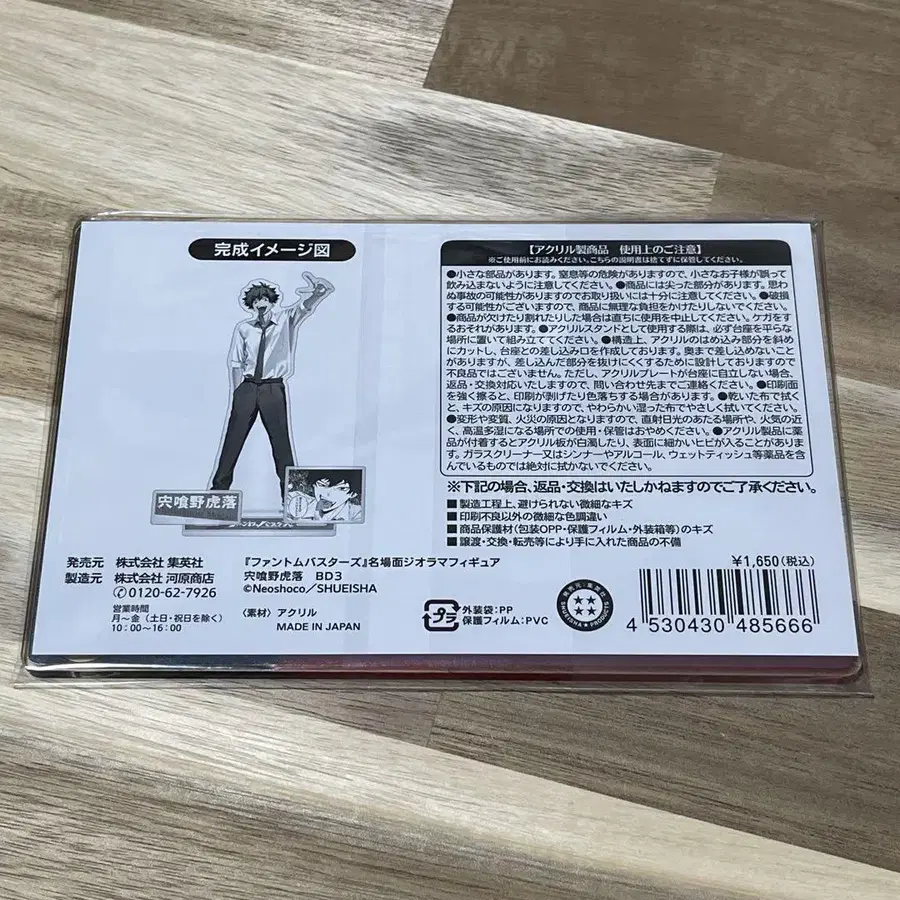 完成イメージ図
宍喰野虎落
【アクリル製商品 使用上のご注意】
※ご使用前にお読みください。こちらの説明書は捨てずに保管してください。
●小さな部品があります。窒息等の危険がありますので、小さなお子様が誤って
飲み込まないように注意してください。●商品には尖った部分があります。思わ
ぬ事故の可能性がありますのでお取り扱いには十分に注意してください。●破損
する可能性がございますので、商品に無理な負担をかけたりしないでください。
●商品が欠けたり割れたりした場合は直ちに使用を中止してください。ケガをす
るおそれがあります。●アクリルスタンドとして使用する際は、必ず台座を平らな
場所に置いて組み立ててください。●構造上、アクリルのはめ込み部分を斜め
にカットし、台座との差し込み口を作成しております。奥まで差し込めないこと
がありますが、差し込んだ部分を抜けにくくするために設計しておりますので
不良品ではございません。ただし、アクリルプレートが台座に自立しない場合、
返品・交換対応いたしますので、問い合わせ先までご連絡ください。●印刷面
を強く擦ると、印刷が剥げたり色落ちする場合があります。●乾いた布で拭く
と、キズの原因になりますので、やわらかい湿った布でやさしく拭いてください。
●変形や変質、火災の原因となりますので、直射日光のあたる場所や、火気の近
く、高温多湿になる場所での使用・保管はおやめください。●アクリル製品に薬
品が付着するとアクリル板が白濁したり、表面に細かいヒビが入ることがありま
す。ガラスクリーナー又はシンナーやアルコール、ウェットティッシュ等薬品を含
んでいるものでは絶対に拭かないでください。
※下記の場合、返品・交換はいたしかねますのでご了承ください。
■製造工程上、避けられない微細なキズ
■印刷不良以外の微細な色調違い
■商品保護材(包装OPP・保護フィルム・外装箱等)のキズ
■譲渡・交換・転売等により手に入れた商品の不備
発売元 株式会社 集英社
製造元 株式会社 河原商店
0120-62-7926
営業時間
月~金(土日・祝日を除く)
10:00~16:00
『ファントムバスターズ』名場面ジオラマフィギュア
宍喰野虎落 BD3
©Neoshoco/SHUEISHA
〈素材〉アクリル
MADE IN JAPAN
プラ
外装袋:PP
保護フィルム:PVC
発売元:集英社
SHUEISHA PRODUCT
¥1,650(税込)
4 530430 485666